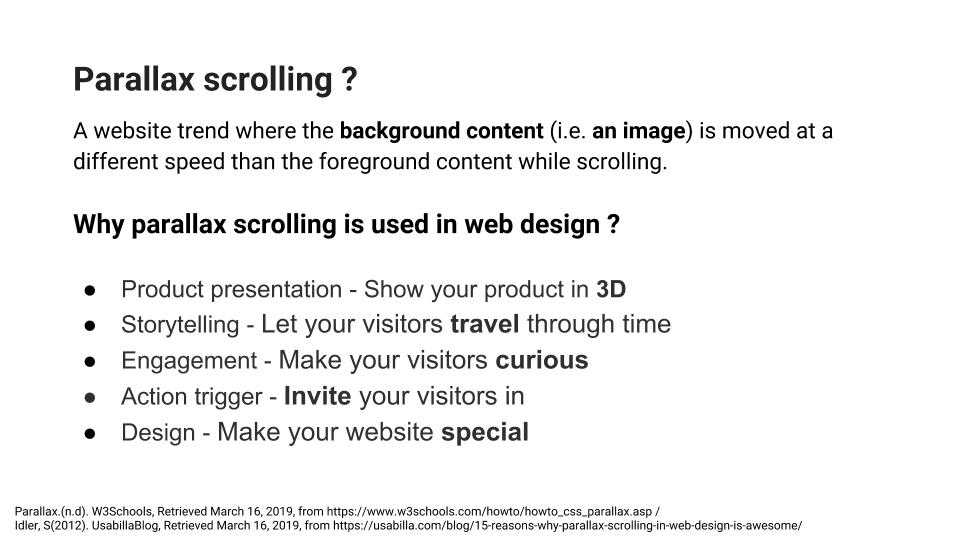 Parallax scrolling ?
A website trend where the background content (i.e. an image) is moved at a
different speed than the foreground content while scrolling.
Why parallax scrolling is used in web design ?
● Product presentation - Show your product in 3D
● Storytelling - Let your visitors travel through time
● Engagement - Make your visitors curious
● Action trigger - Invite your visitors in
● Design - Make your website special
Parallax.(n.d). W3Schools, Retrieved March 16, 2019, from https://www.w3schools.com/howto/howto_css_parallax.asp /
Idler, S(2012). UsabillaBlog, Retrieved March 16, 2019, from https://usabilla.com/blog/15-reasons-why-parallax-scrolling-in-web-design-is-awesome/